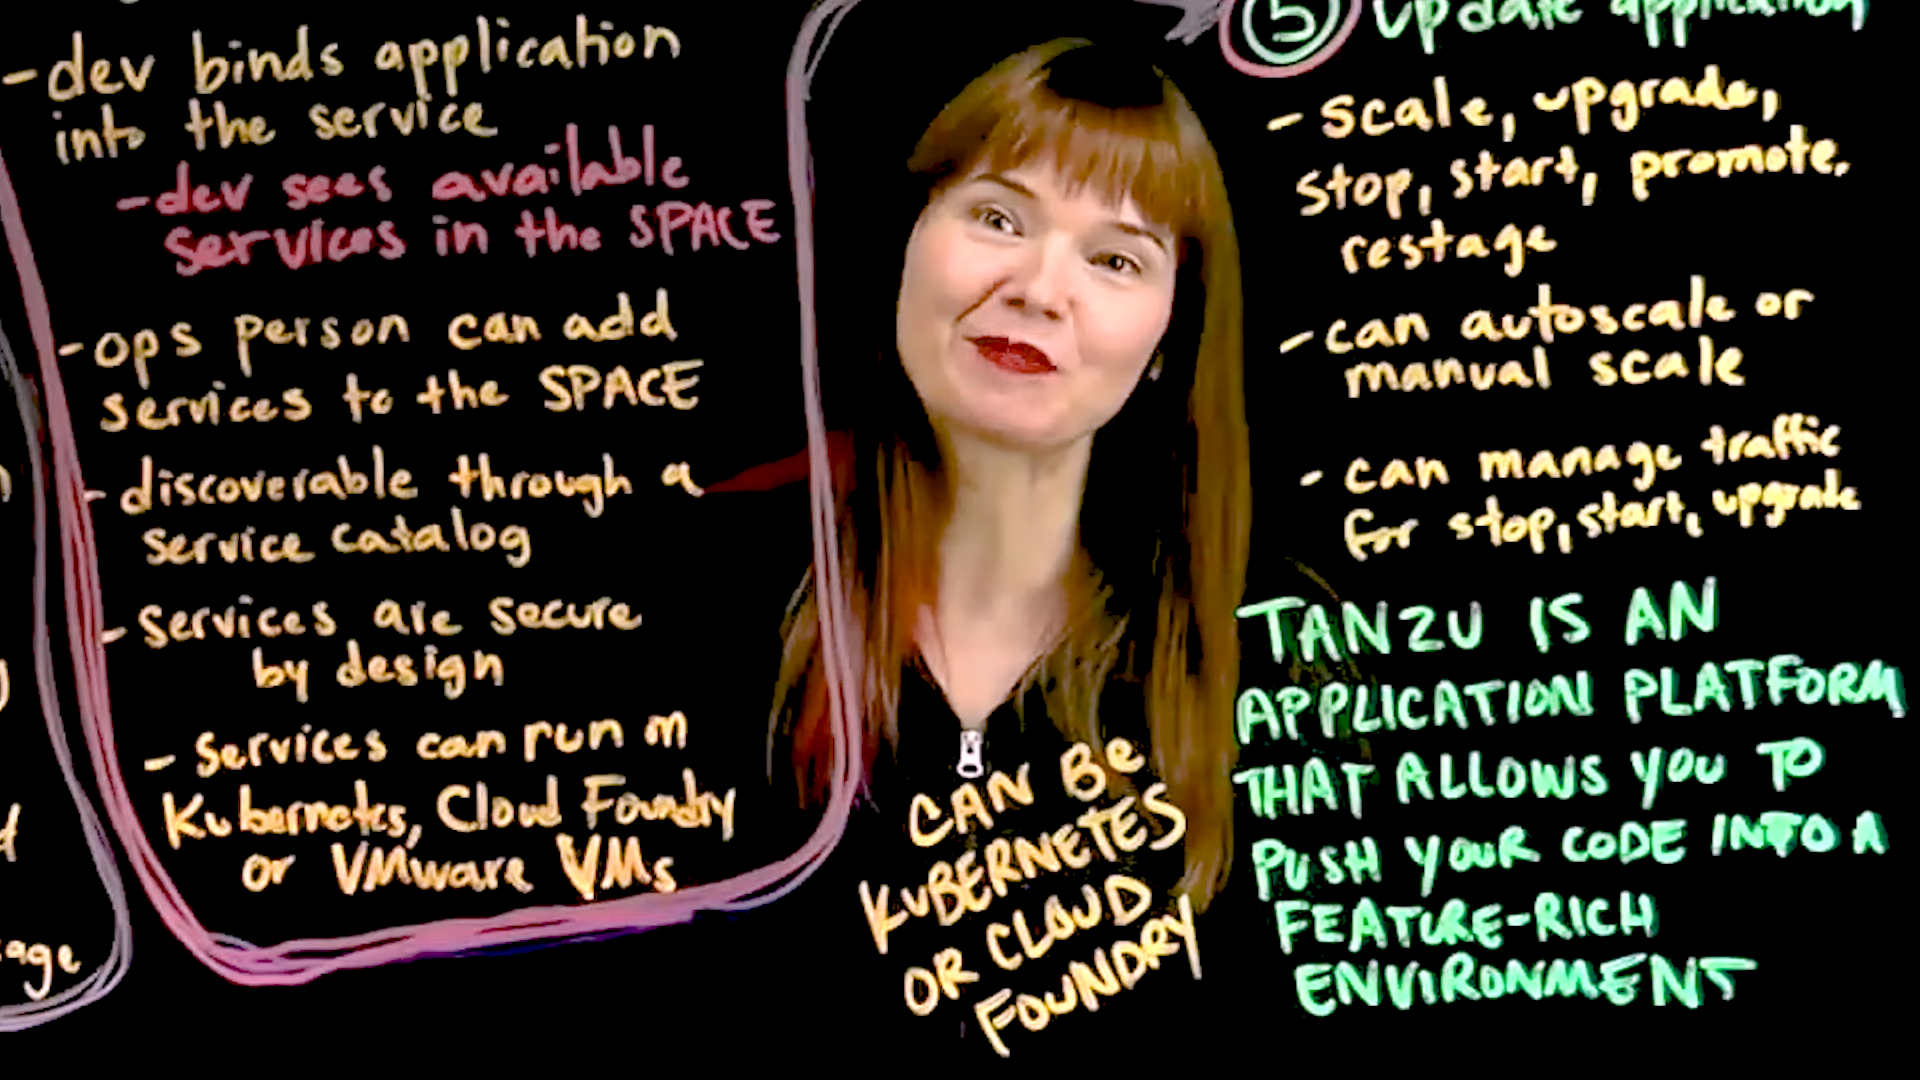 - dev binds application
into the service
- dev sees available
services in the SPACE
- ops person can add
services to the SPACE
- discoverable through a
service catalog
- services are secure
by design
- Services can run in
Kubernetes, Cloud Foundry
or VMware VMs
age
CAN Be
KUBERNETES
OR CLOUD
FOUNDRY
5 Update application
- scale, upgrade,
stop, start, promote,
restage
- can autoscale or
manual scale
- can manage traffic
for stop, start, upgrade
TANZU IS AN
APPLICATION PLATFORM
THAT ALLOWS YOU TO
PUSH YOUR CODE INTO A
FEATURE-RICH
ENVIRONMENT